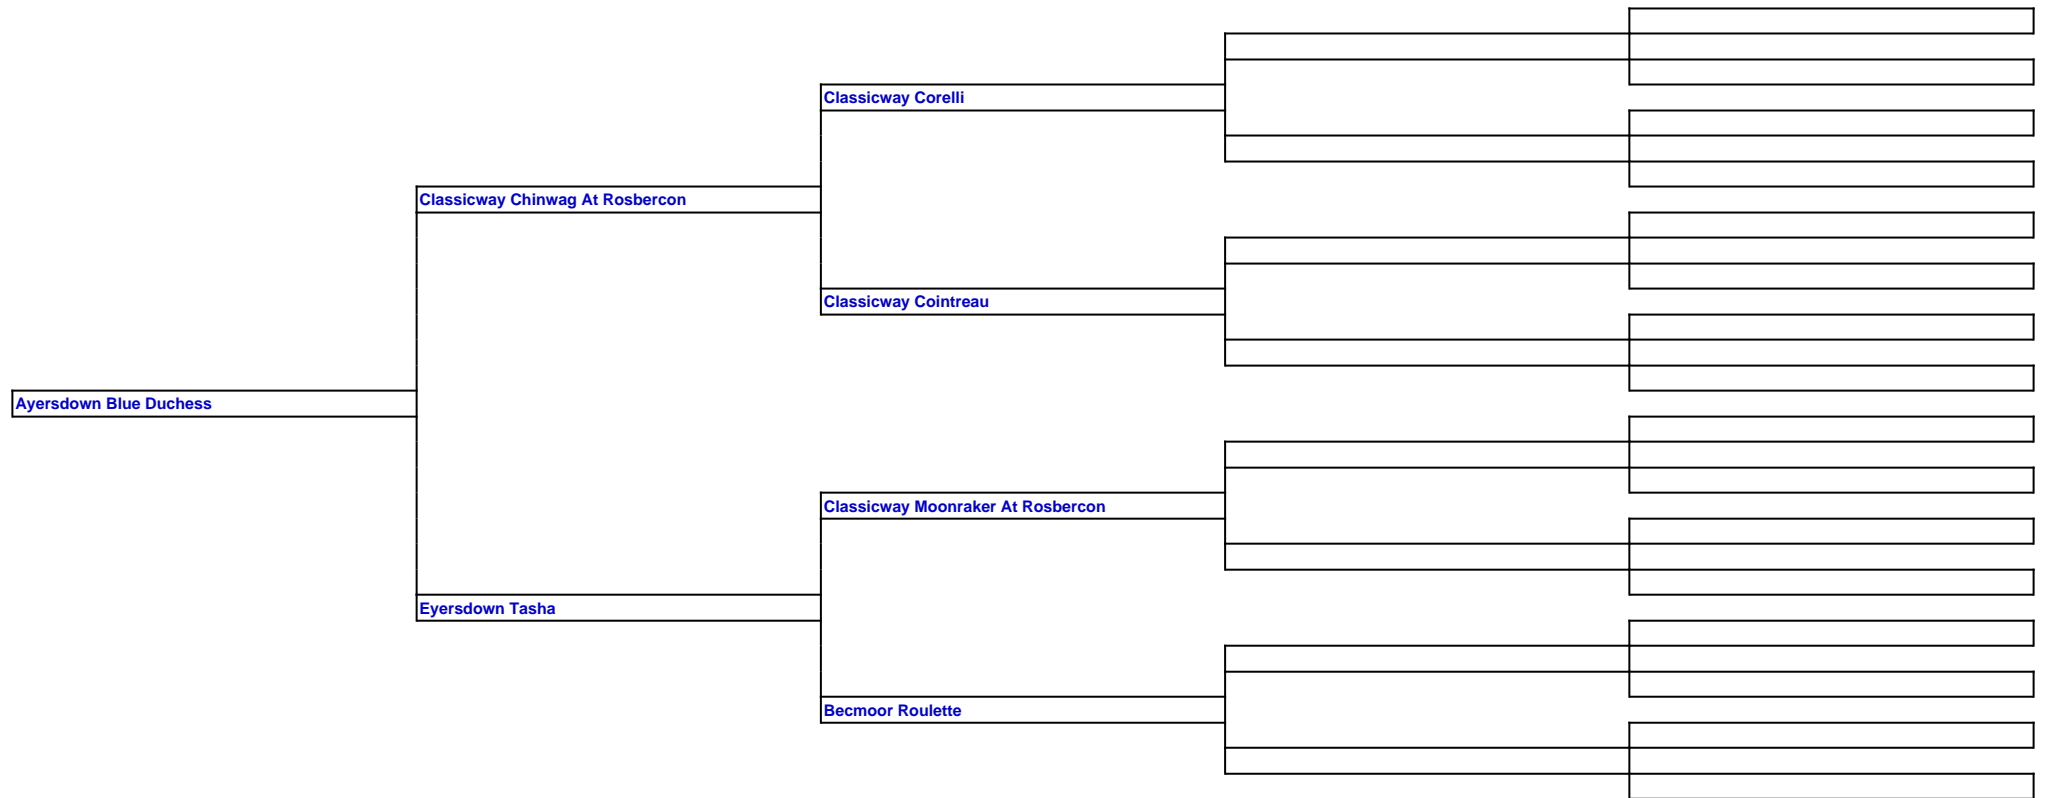 Classicway Corelli
Classicway Chinwag At Rosbercon
Classicway Cointreau
Ayersdown Blue Duchess
Classicway Moonraker At Rosbercon
Eyersdown Tasha
Becmoor Roulette